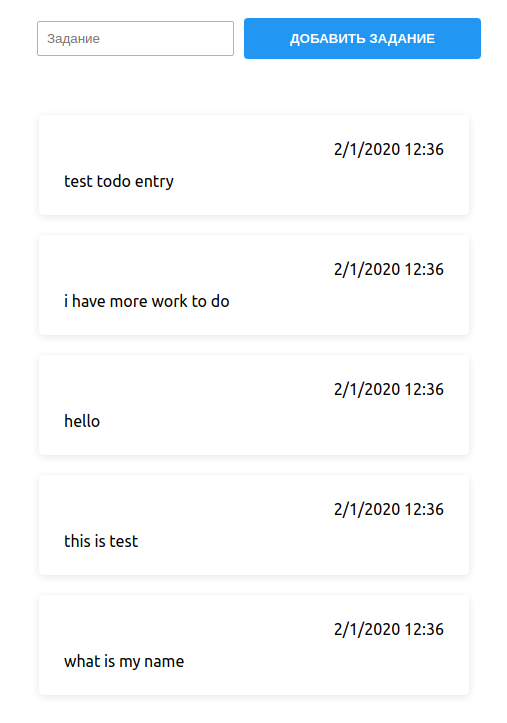 Задание
ДОБАВИТЬ ЗАДАНИЕ
2/1/2020 12:36
test todo entry
2/1/2020 12:36
i have more work to do
2/1/2020 12:36
hello
2/1/2020 12:36
this is test
2/1/2020 12:36
what is my name